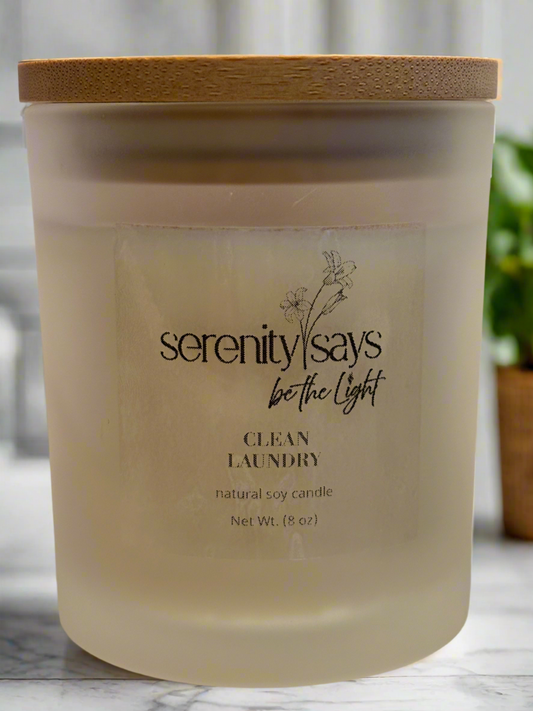 serenity says
be the Light
CLEAN
LAUNDRY
natural soy candle
Net Wt. (8 oz)